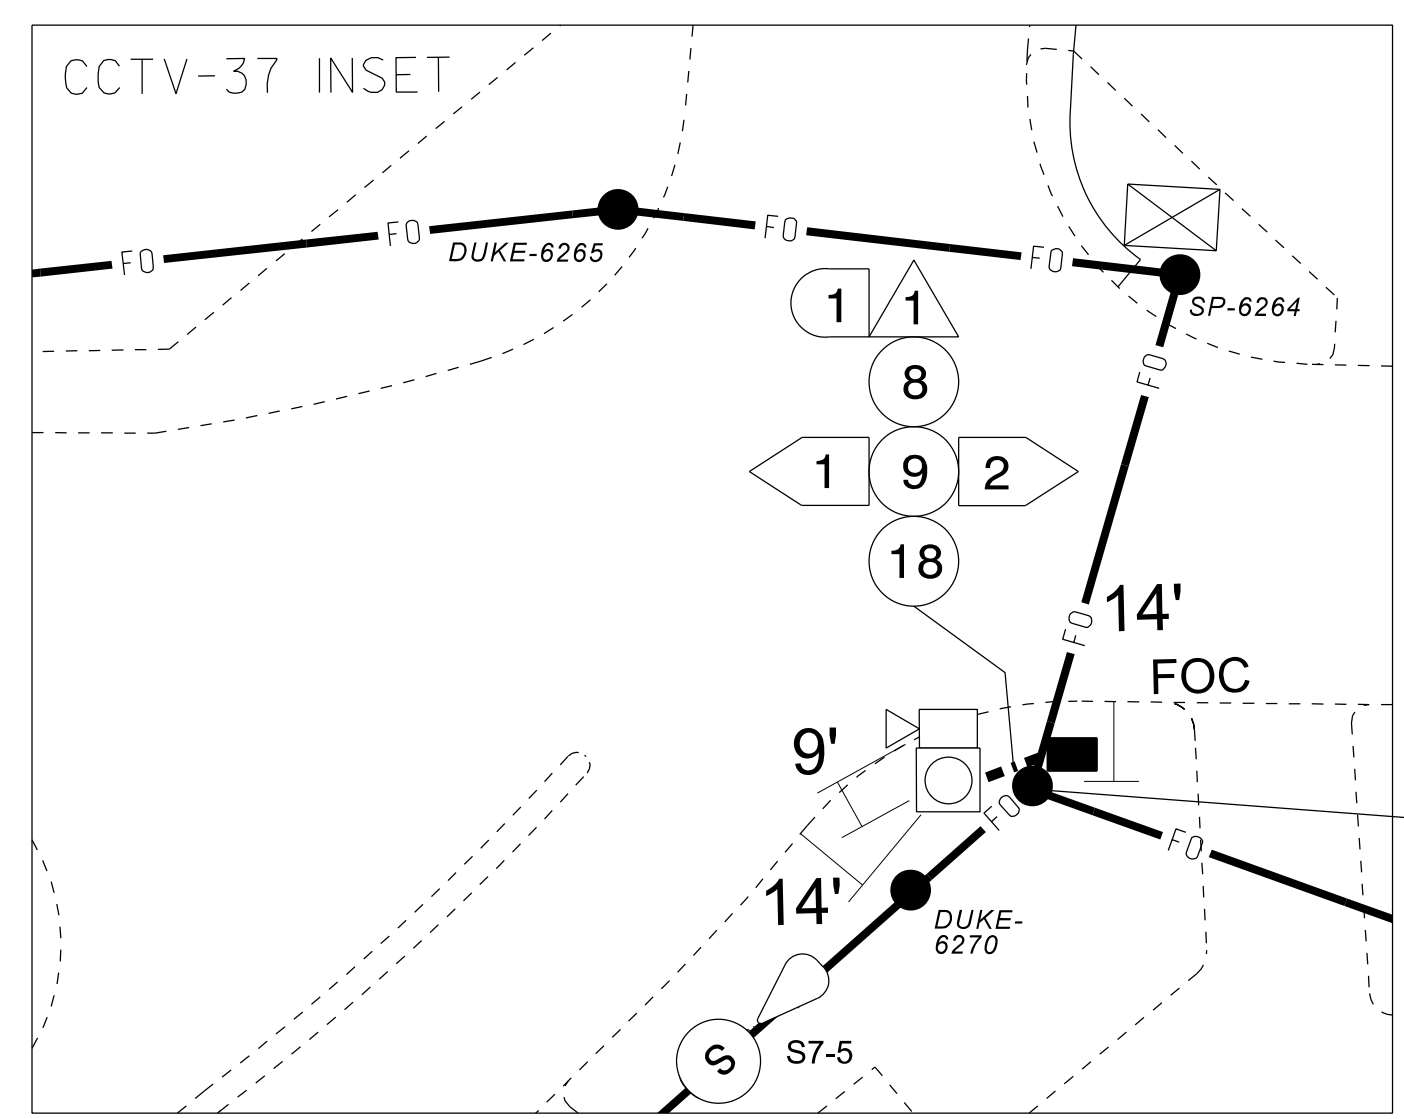 CCTV-37 INSET
FO
FO
DUKE-6265
FO
FO
SP-6264
1
1
8
1
9
2
18
FO
FO
14'
FOC
9'
FO
FO
14'
DUKE-
6270
S
S7-5